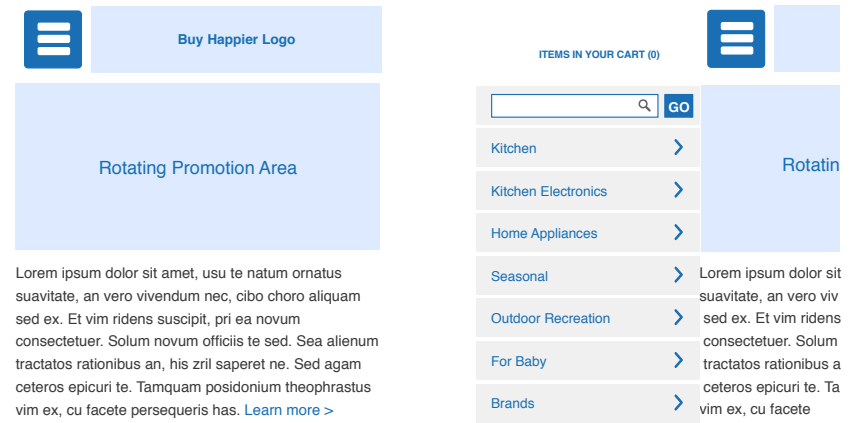 Buy Happier Logo
Rotating Promotion Area
Lorem ipsum dolor sit amet, usu te natum ornatus
suavitate, an vero vivendum nec, cibo choro aliquam
sed ex. Et vim ridens suscipit, pri ea novum
consectetuer. Solum novum officiis te sed. Sea alienum
tractatos rationibus an, his zril saperet ne. Sed agam
ceteros epicuri te. Tamquam posidonium theophrastus
vim ex, cu facete persequeris has. Learn more >
ITEMS IN YOUR CART (0)
GO
Kitchen
Kitchen Electronics
Home Appliances
Seasonal
Outdoor Recreation
For Baby
Brands
Rotatin
Lorem ipsum dolor sit
suavitate, an vero viv
sed ex. Et vim ridens
consectetuer. Solum
tractatos rationibus a
ceteros epicuri te. Ta
vim ex, cu facete